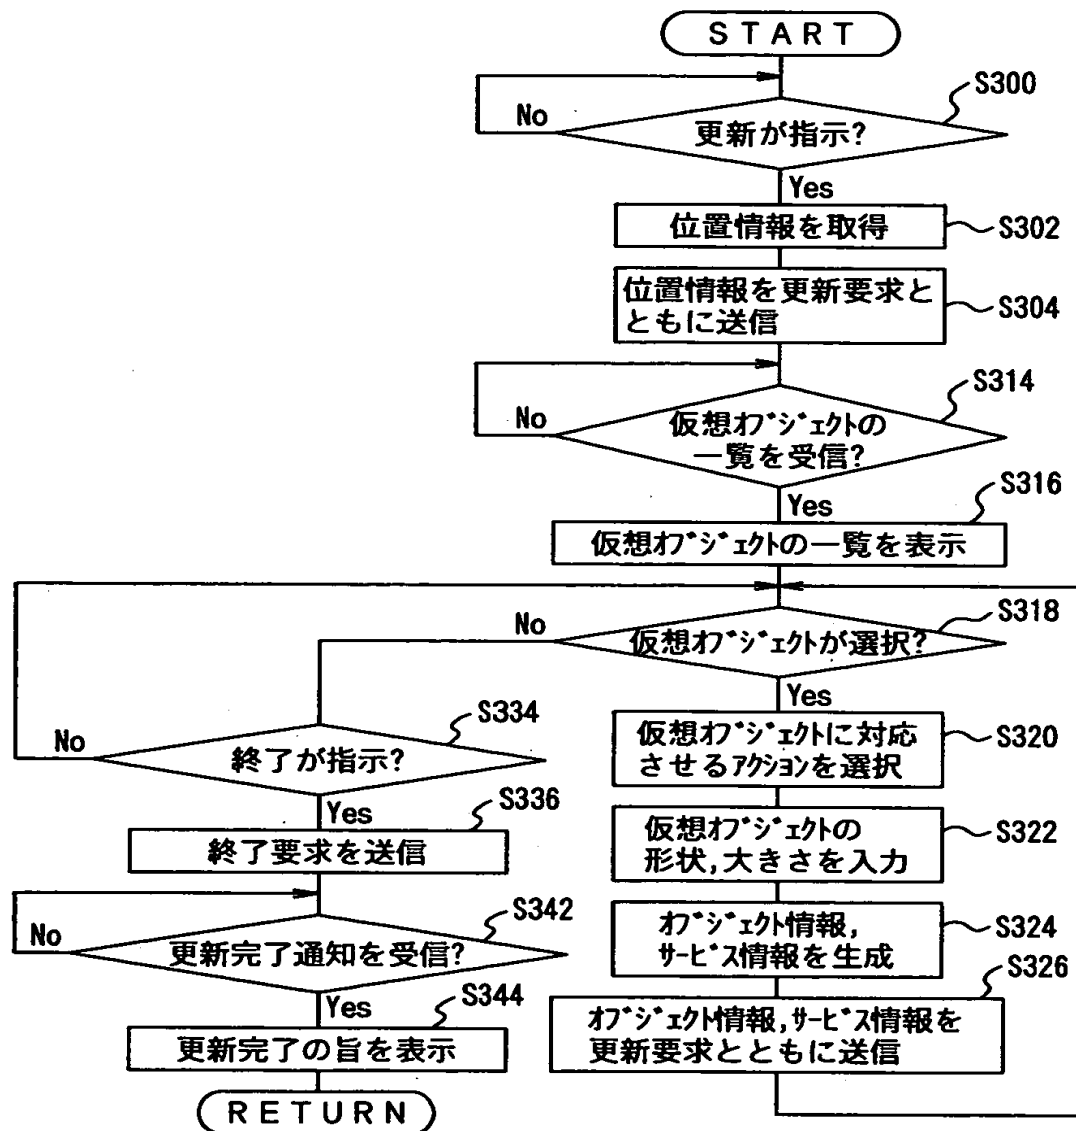 START
S300
No
更新が指示?
Yes
位置情報を取得
S302
位置情報を更新要求と
ともに送信
S304
S314
No
仮想オブジェクトの
一覧を受信?
Yes
S316
仮想オブジェクトの一覧を表示
S318
No
仮想オブジェクトが選択?
Yes
仮想オブジェクトに対応
させるアクションを選択
S320
仮想オブジェクトの
形状,大きさを入力
S322
オブジェクト情報,
サービス情報を生成
S324
S326
オブジェクト情報,サービス情報を
更新要求とともに送信
S334
No
終了が指示?
Yes
S336
終了要求を送信
S342
No
更新完了通知を受信?
Yes
S344
更新完了の旨を表示
RETURN